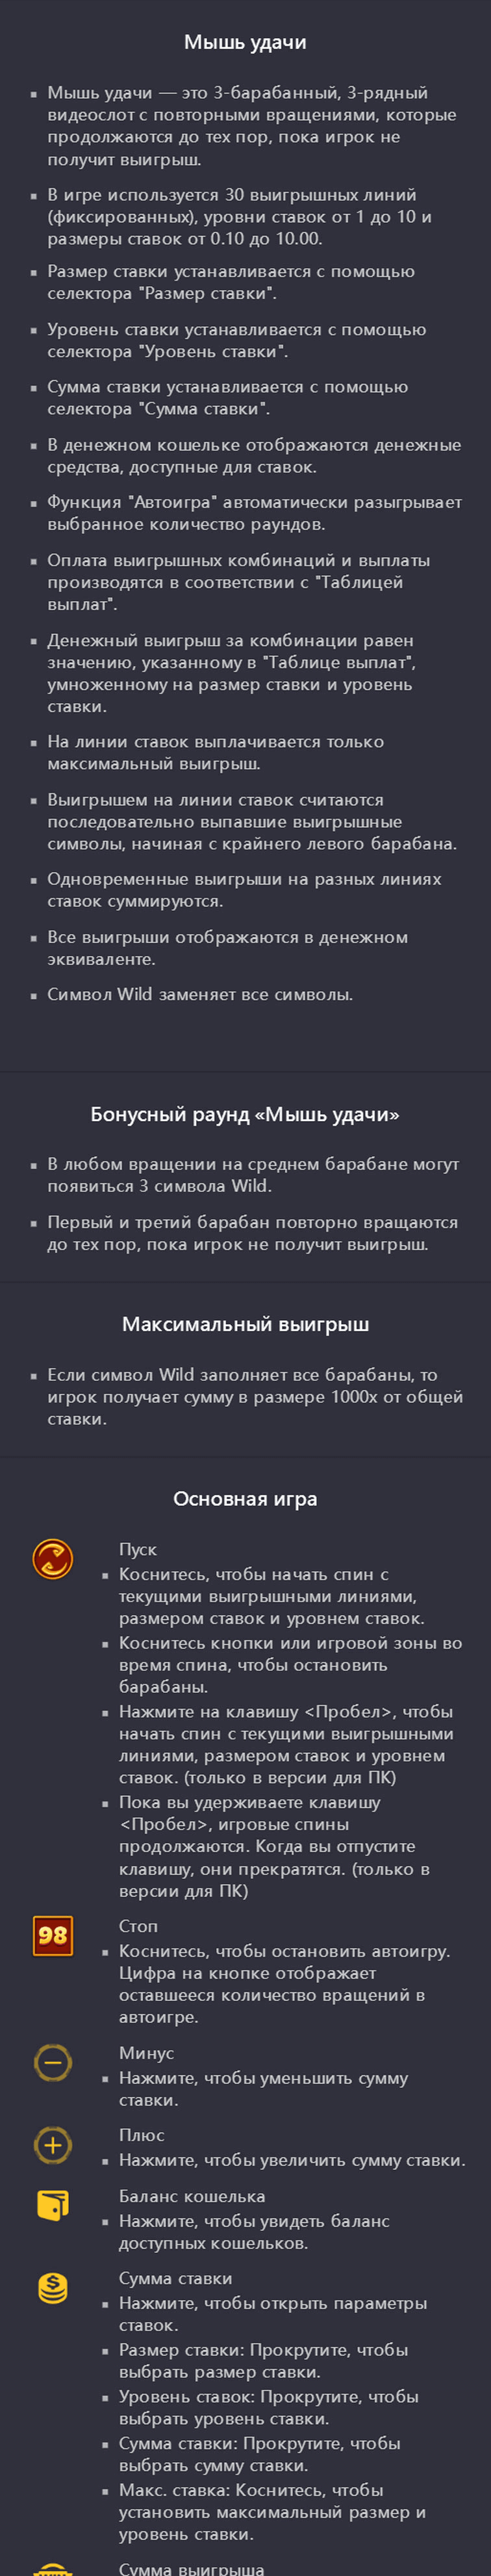 Мышь удачи
Мышь удачи — это 3-барабанный, 3-рядный
видеослот с повторными вращениями, которые
продолжаются до тех пор, пока игрок не
получит выигрыш.
В игре используется 30 выигрышных линий
(фиксированных), уровни ставок от 1 до 10 и
размеры ставок от 0.10 до 10.00.
Размер ставки устанавливается с помощью
селектора "Размер ставки".
Уровень ставки устанавливается с помощью
селектора "Уровень ставки".
Сумма ставки устанавливается с помощью
селектора "Сумма ставки".
В денежном кошельке отображаются денежные
средства, доступные для ставок.
Функция "Автоигра" автоматически разыгрывает
выбранное количество раундов.
Оплата выигрышных комбинаций и выплаты
производятся в соответствии с "Таблицей
выплат".
Денежный выигрыш за комбинации равен
значению, указанному в "Таблице выплат",
умноженному на размер ставки и уровень
ставки.
На линии ставок выплачивается только
максимальный выигрыш.
Выигрышем на линии ставок считаются
последовательно выпавшие выигрышные
символы, начиная с крайнего левого барабана.
Одновременные выигрыши на разных линиях
ставок суммируются.
Все выигрыши отображаются в денежном
эквиваленте.
Символ Wild заменяет все символы.
Бонусный раунд «Мышь удачи»
В любом вращении на среднем барабане могут
появиться 3 символа Wild.
Первый и третий барабан повторно вращаются
до тех пор, пока игрок не получит выигрыш.
Максимальный выигрыш
Если символ Wild заполняет все барабаны, то
игрок получает сумму в размере 1000x от общей
ставки.
Основная игра
Пуск
Коснитесь, чтобы начать спин с
текущими выигрышными линиями,
размером ставок и уровнем ставок.
Коснитесь кнопки или игровой зоны во
время спина, чтобы остановить
барабаны.
Нажмите на клавишу <Пробел>, чтобы
начать спин с текущими выигрышными
линиями, размером ставок и уровнем
ставок. (только в версии для ПК)
Пока вы удерживаете клавишу
<Пробел>, игровые спины
продолжаются. Когда вы отпустите
клавишу, они прекратятся. (только в
версии для ПК)
98
Стоп
Коснитесь, чтобы остановить автоигру.
Цифра на кнопке отображает
оставшееся количество вращений в
автоигре.
Минус
Нажмите, чтобы уменьшить сумму
ставки.
Плюс
Нажмите, чтобы увеличить сумму ставки.
Баланс кошелька
Нажмите, чтобы увидеть баланс
доступных кошельков.
Сумма ставки
Нажмите, чтобы открыть параметры
ставок.
Размер ставки: Прокрутите, чтобы
выбрать размер ставки.
Уровень ставок: Прокрутите, чтобы
выбрать уровень ставки.
Сумма ставки: Прокрутите, чтобы
выбрать сумму ставки.
Макс. ставка: Коснитесь, чтобы
установить максимальный размер и
уровень ставки.
Сумма выигрыша